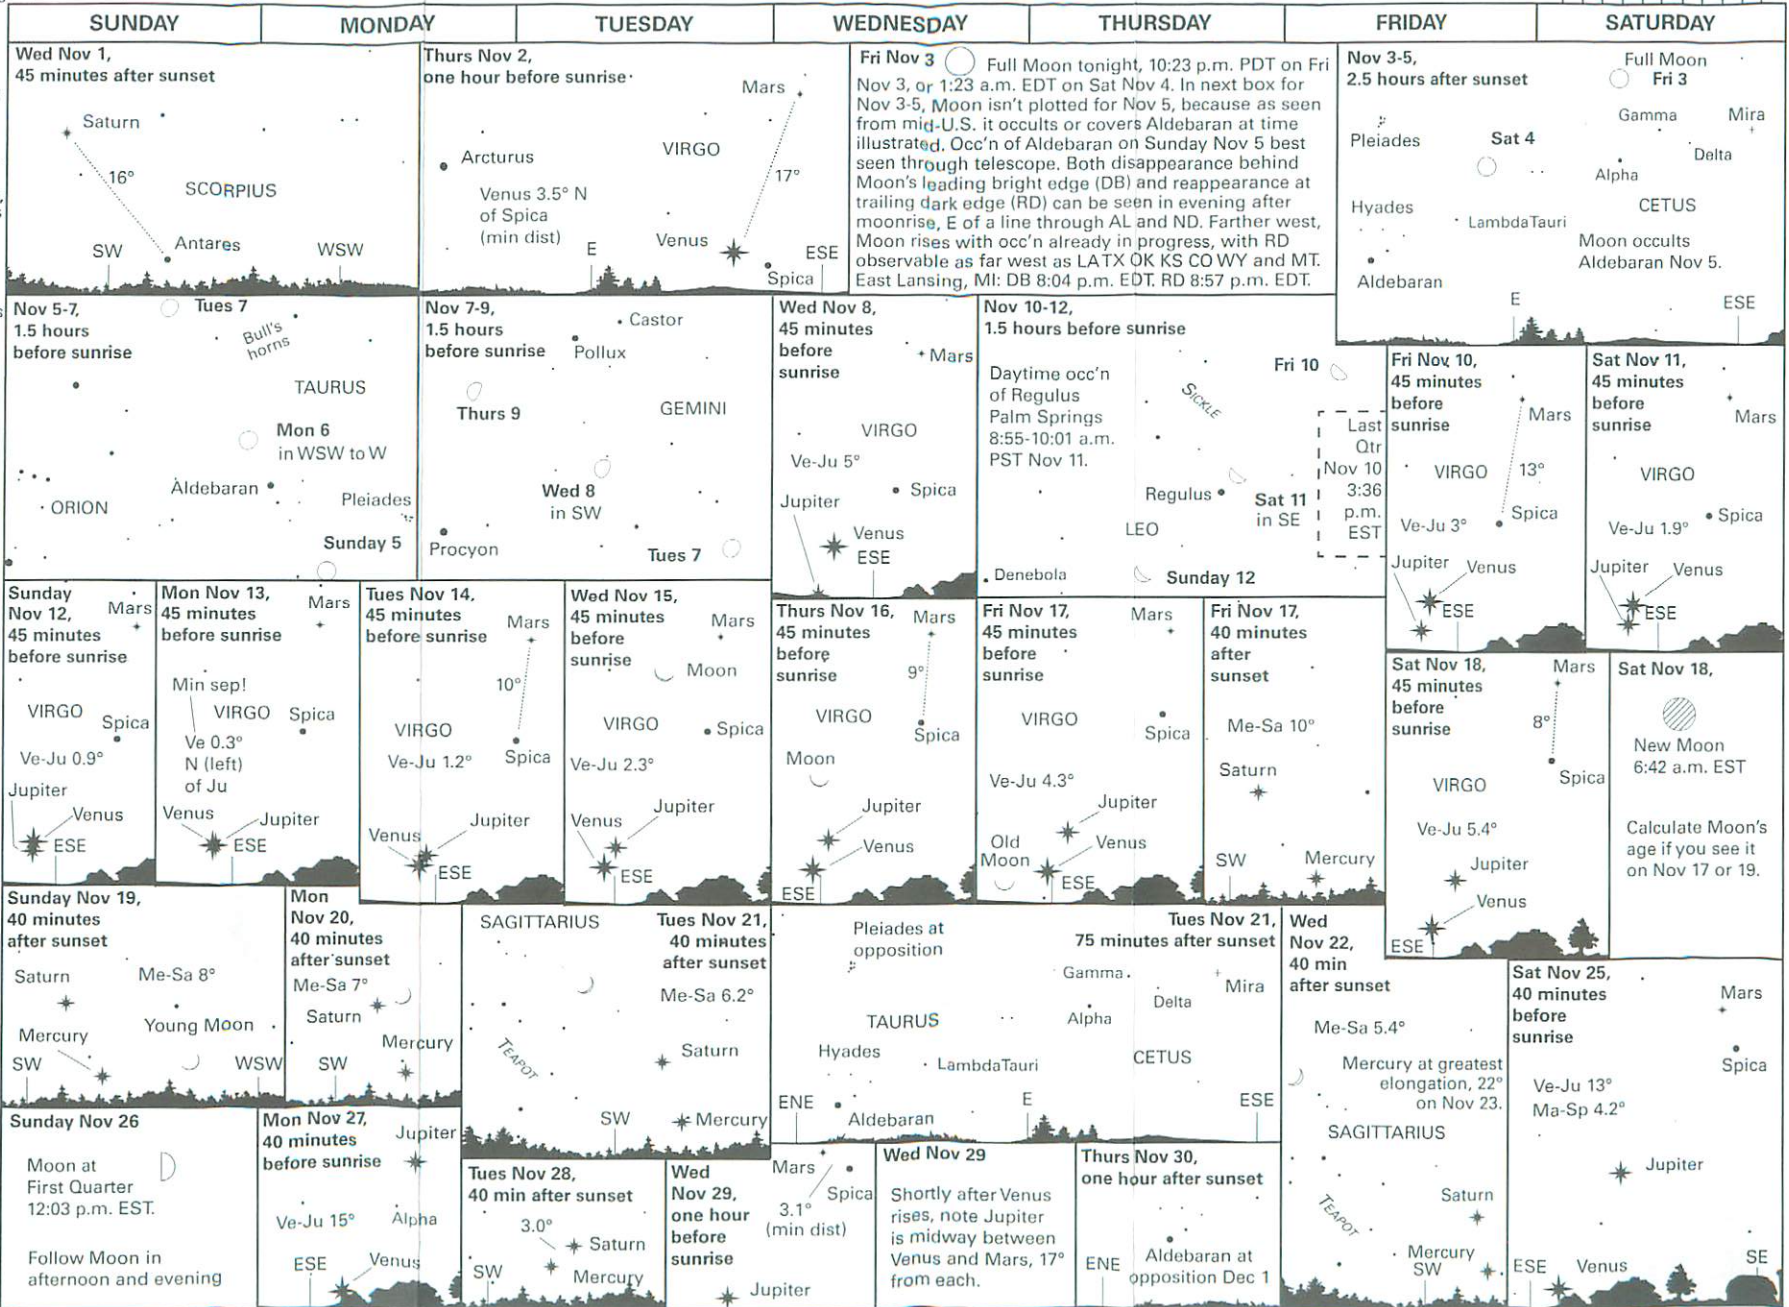 SUNDAY
MONDAY
TUESDAY
WEDNESDAY
THURSDAY
FRIDAY
SATURDAY
Wed Nov 1,
45 minutes after sunset
Saturn
16°
SCORPIUS
SW
Antares
WSW
Thurs Nov 2,
one hour before sunrise
Mars
Arcturus
VIRGO
17°
Venus 3.5° N
of Spica
(min dist)
E
Venus
ESE
Spica
Fri Nov 3
Full Moon tonight, 10:23 p.m. PDT on Fri
Nov 3, or 1:23 a.m. EDT on Sat Nov 4. In next box for
Nov 3-5, Moon isn't plotted for Nov 5, because as seen
from mid-U.S. it occults or covers Aldebaran at time
illustrated. Occ'n of Aldebaran on Sunday Nov 5 best
seen through telescope. Both disappearance behind
Moon's leading bright edge (DB) and reappearance at
trailing dark edge (RD) can be seen in evening after
moonrise, E of a line through AL and ND. Farther west,
Moon rises with occ'n already in progress, with RD
observable as far west as LA TX OK KS CO WY and MT.
East Lansing, MI: DB 8:04 p.m. EDT. RD 8:57 p.m. EDT.
Nov 3-5,
2.5 hours after sunset
Full Moon
Fri 3
Gamma
Mira
Pleiades
Sat 4
Delta
Alpha
Hyades
CETUS
LambdaTauri
Moon occults
Aldebaran Nov 5.
Aldebaran
E
ESE
Nov 5-7,
1.5 hours
before sunrise
Tues 7
Bull's
horns
TAURUS
Mon 6
in WSW to W
Aldebaran
Pleiades
ORION
Sunday 5
Nov 7-9,
1.5 hours
before sunrise
Castor
Pollux
Thurs 9
GEMINI
Wed 8
in SW
Procyon
Tues 7
Wed Nov 8,
45 minutes
before
sunrise
Mars
VIRGO
Ve-Ju 5°
Jupiter
Spica
Venus
ESE
Nov 10-12,
1.5 hours before sunrise
Daytime occ'n
of Regulus
Palm Springs
8:55-10:01 a.m.
PST Nov 11.
Fri 10
SICKLE
Regulus
Sat 11
in SE
LEO
Denebola
Sunday 12
Last
Qtr
Nov 10
3:36
p.m.
EST
Fri Nov 10,
45 minutes
before
sunrise
Mars
VIRGO
13°
Spica
Ve-Ju 3°
Jupiter
Venus
ESE
Sat Nov 11,
45 minutes
before
sunrise
Mars
VIRGO
Spica
Ve-Ju 1.9°
Jupiter
Venus
ESE
Sunday
Nov 12,
45 minutes
before sunrise
Mars
VIRGO
Spica
Ve-Ju 0.9°
Jupiter
Venus
ESE
Mon Nov 13,
45 minutes
before sunrise
Mars
Min sep!
VIRGO
Spica
Ve 0.3°
N (left)
of Ju
Venus
Jupiter
ESE
Tues Nov 14,
45 minutes
before sunrise
Mars
10°
VIRGO
Ve-Ju 1.2°
Spica
Jupiter
Venus
ESE
Wed Nov 15,
45 minutes
before
sunrise
Mars
Moon
VIRGO
Spica
Ve-Ju 2.3°
Jupiter
Venus
ESE
Thurs Nov 16,
45 minutes
before
sunrise
Mars
9°
VIRGO
Spica
Moon
Jupiter
Venus
ESE
Fri Nov 17,
45 minutes
before
sunrise
Mars
VIRGO
Spica
Ve-Ju 4.3°
Jupiter
Old
Moon
Venus
ESE
Fri Nov 17,
40 minutes
after
sunset
Me-Sa 10°
Saturn
SW
Mercury
Sat Nov 18,
45 minutes
before
sunrise
Mars
8°
Spica
VIRGO
Ve-Ju 5.4°
Jupiter
Venus
ESE
Sat Nov 18,
New Moon
6:42 a.m. EST
Calculate Moon's
age if you see it
on Nov 17 or 19.
Sunday Nov 19,
40 minutes
after sunset
Saturn
Me-Sa 8°
Young Moon
Mercury
SW
WSW
Mon
Nov 20,
40 minutes
after sunset
Me-Sa 7°
Saturn
Mercury
SW
SAGITTARIUS
Tues Nov 21,
40 minutes
after sunset
Me-Sa 6.2°
TEAPOT
Saturn
SW
Mercury
Pleiades at
opposition
Tues Nov 21,
75 minutes after sunset
Gamma
Mira
Delta
TAURUS
Alpha
Hyades
LambdaTauri
CETUS
ENE
Aldebaran
E
ESE
Wed
Nov 22,
40 min
after sunset
Me-Sa 5.4°
Mercury at greatest
elongation, 22°
on Nov 23.
SAGITTARIUS
TEAPOT
Saturn
Mercury
SW
Sat Nov 25,
40 minutes
before
sunrise
Mars
Spica
Ve-Ju 13°
Ma-Sp 4.2°
Jupiter
ESE
Venus
SE
Sunday Nov 26
Moon at
First Quarter
12:03 p.m. EST.
Follow Moon in
afternoon and evening
Mon Nov 27,
40 minutes
before sunrise
Jupiter
Ve-Ju 15°
Alpha
ESE
Venus
Tues Nov 28,
40 min after sunset
3.0°
Saturn
SW
Mercury
Wed
Nov 29,
one hour
before
sunrise
Mars
Spica
3.1°
(min dist)
Jupiter
Wed Nov 29
Shortly after Venus
rises, note Jupiter
is midway between
Venus and Mars, 17°
from each.
Thurs Nov 30,
one hour after sunset
ENE
Aldebaran at
opposition Dec 1